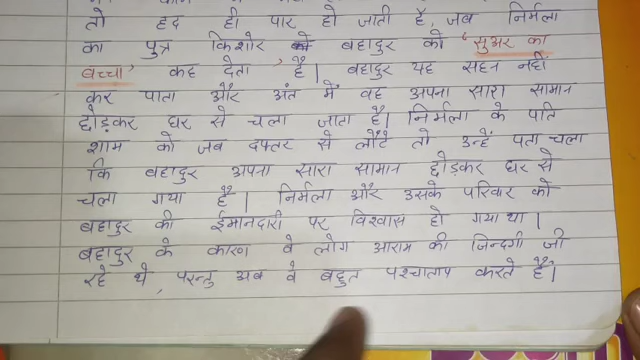 तो हद ही पार हो जाती है, जब निर्मला
का पुत्र किशोर बहादुर को 'सुअर का
बच्चा' कह देता है। बहादुर यह सहन नहीं
कर पाता और अंत में वह अपना सारा सामान
छोड़कर घर से चला जाता है। निर्मला के पति
शाम को जब दफ्तर से लौटे तो उन्हें पता चला
कि बहादुर अपना सारा सामान छोड़कर घर से
चला गया है। निर्मला और उसके परिवार को
बहादुर की ईमानदारी पर विश्वास हो गया था।
बहादुर के कारण वे लोग आराम की जिन्दगी जी
रहे थे, परन्तु अब वे बहुत पश्चाताप करते हैं।